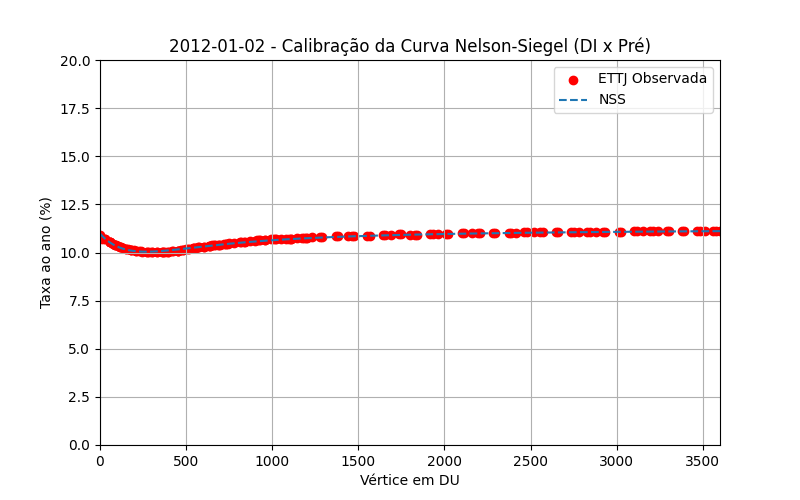 2012-01-02 - Calibração da Curva Nelson-Siegel (DI x Pré)
ETTJ Observada
NSS
20.0
17.5
15.0
12.5
10.0
7.5
5.0
2.5
0.0
Taxa ao ano (%)
0 500 1000 1500 2000 2500 3000 3500
Vértice em DU